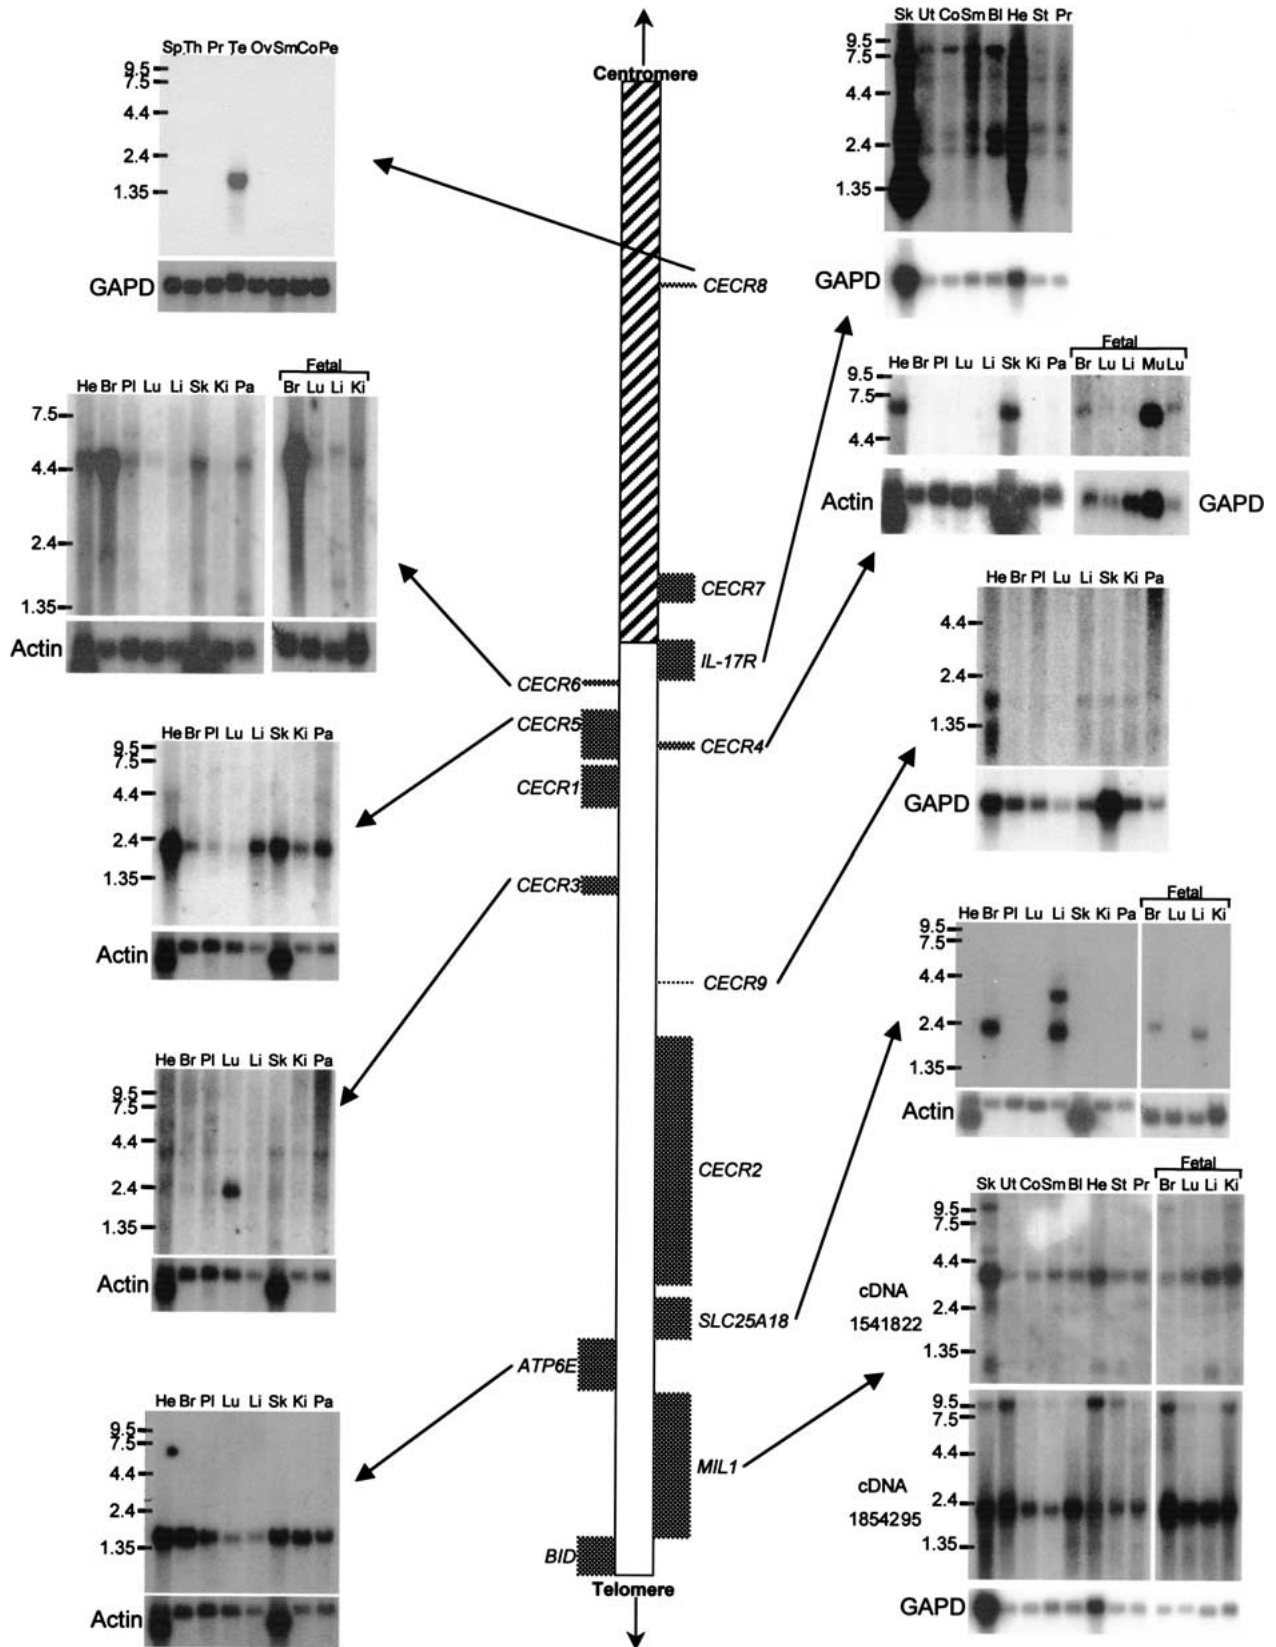 Sp Th Pr Te Ov Sm Co Pe
9.5
7.5
4.4
2.4
1.35
GAPD
Fetal
He Br Pl Lu Li Sk Ki Pa
Br Lu Li Ki
7.5
4.4
2.4
1.35
Actin
He Br Pl Lu Li Sk Ki Pa
9.5
7.5
4.4
2.4
1.35
Actin
He Br Pl Lu Li Sk Ki Pa
9.5
7.5
4.4
2.4
1.35
Actin
He Br Pl Lu Li Sk Ki Pa
9.5
7.5
4.4
2.4
1.35
Actin
Centromere
CECR8
CECR7
IL-17R
CECR6
CECR5
CECR4
CECR1
CECR3
CECR9
CECR2
SLC25A18
ATP6E
MIL1
BID
Telomere
Sk Ut Co Sm Bl He St Pr
9.5
7.5
4.4
2.4
1.35
GAPD
Fetal
He Br Pl Lu Li Sk Ki Pa
Br Lu Li Mu Lu
9.5
7.5
4.4
Actin
GAPD
He Br Pl Lu Li Sk Ki Pa
4.4
2.4
1.35
GAPD
Fetal
He Br Pl Lu Li Sk Ki Pa
Br Lu Li Ki
9.5
7.5
4.4
2.4
1.35
Actin
Fetal
Sk Ut Co Sm Bl He St Pr
Br Lu Li Ki
9.5
7.5
4.4
2.4
1.35
cDNA
1541822
9.5
7.5
4.4
2.4
1.35
cDNA
1854295
GAPD